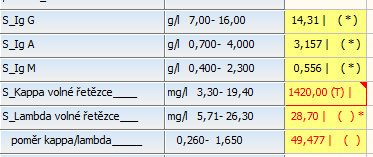 S_Ig G g/l 7,00- 16,00 14,31 | ( * )
S_Ig A g/l 0,700- 4,000 3,157 | ( * )
S_Ig M g/l 0,400- 2,300 0,556 | ( * )
S_Kappa volné řetězce____ mg/l 3,30- 19,40 1420,00 (T) |
S_Lambda volné řetězce___ mg/l 5,71- 26,30 28,70 | ( ) *
poměr kappa/lambda_____ 0,260- 1,650 49,477 | ( )